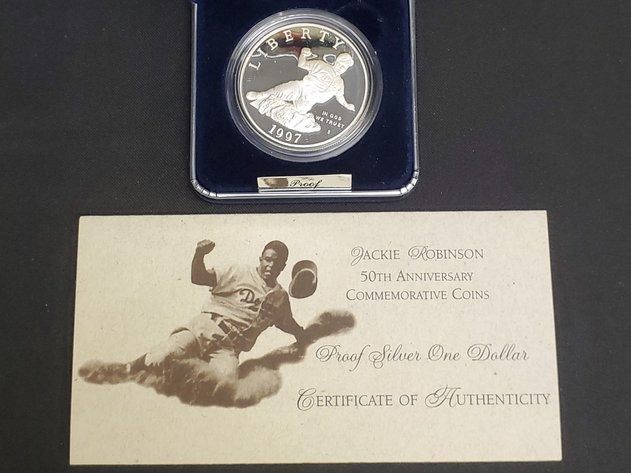 LIBERTY
IN GOD
WE TRUST
S
1997
Proof
Jackie Robinson
50th Anniversary
Commemorative Coins
Proof Silver One Dollar
Certificate of Authenticity